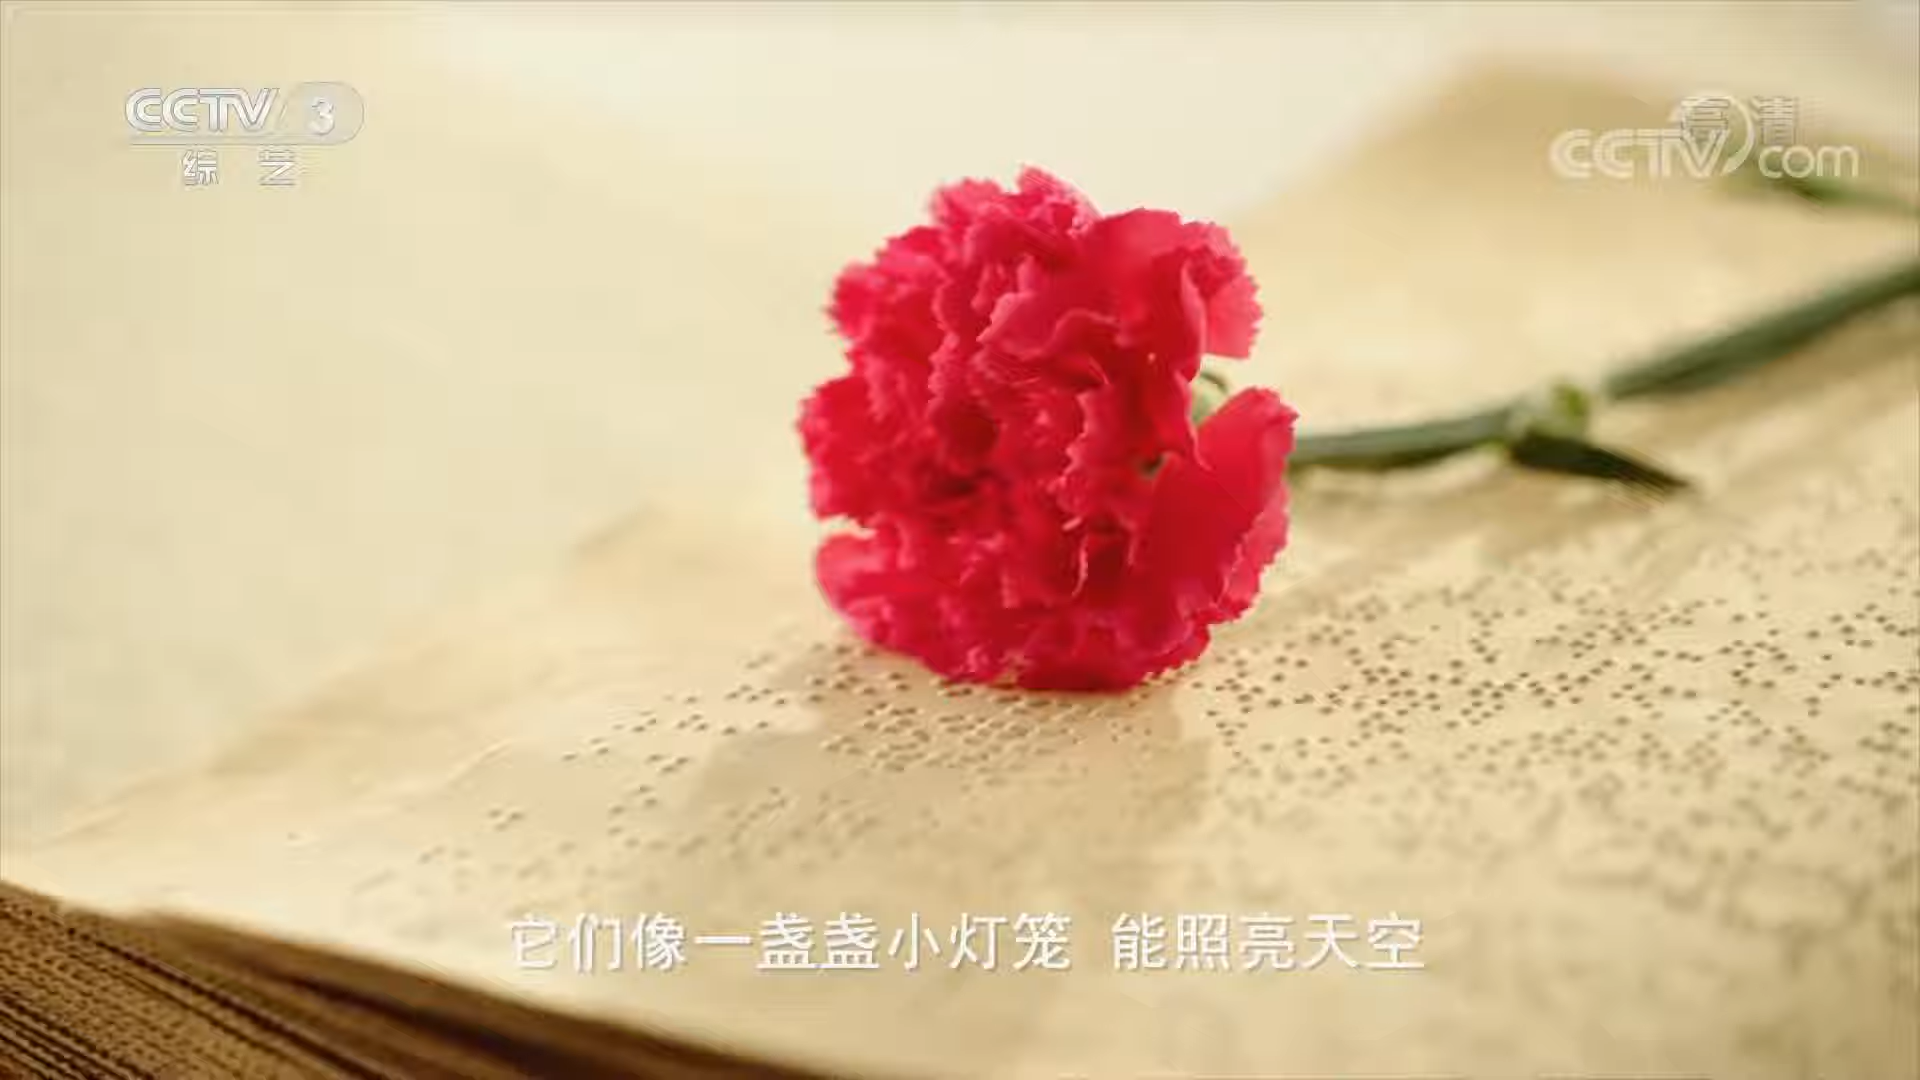 CCTV 3
综艺
高清
CCTV com
它们像一盏盏小灯笼 能照亮天空